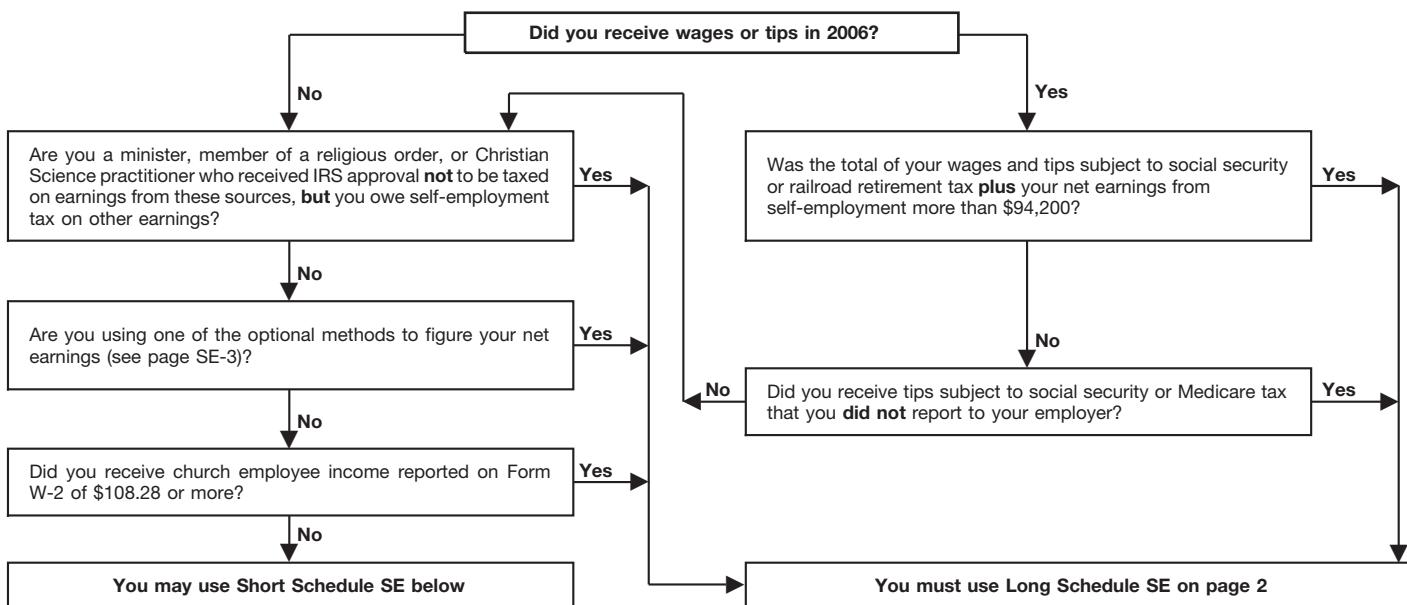 Did you receive wages or tips in 2006?
No
Yes
Are you a minister, member of a religious order, or Christian
Science practitioner who received IRS approval not to be taxed
on earnings from these sources, but you owe self-employment
tax on other earnings?
Yes
Was the total of your wages and tips subject to social security
or railroad retirement tax plus your net earnings from
self-employment more than $94,200?
Yes
No
Are you using one of the optional methods to figure your net
earnings (see page SE-3)?
Yes
No
No
Did you receive tips subject to social security or Medicare tax
that you did not report to your employer?
Yes
No
Did you receive church employee income reported on Form
W-2 of $108.28 or more?
Yes
No
You may use Short Schedule SE below
You must use Long Schedule SE on page 2